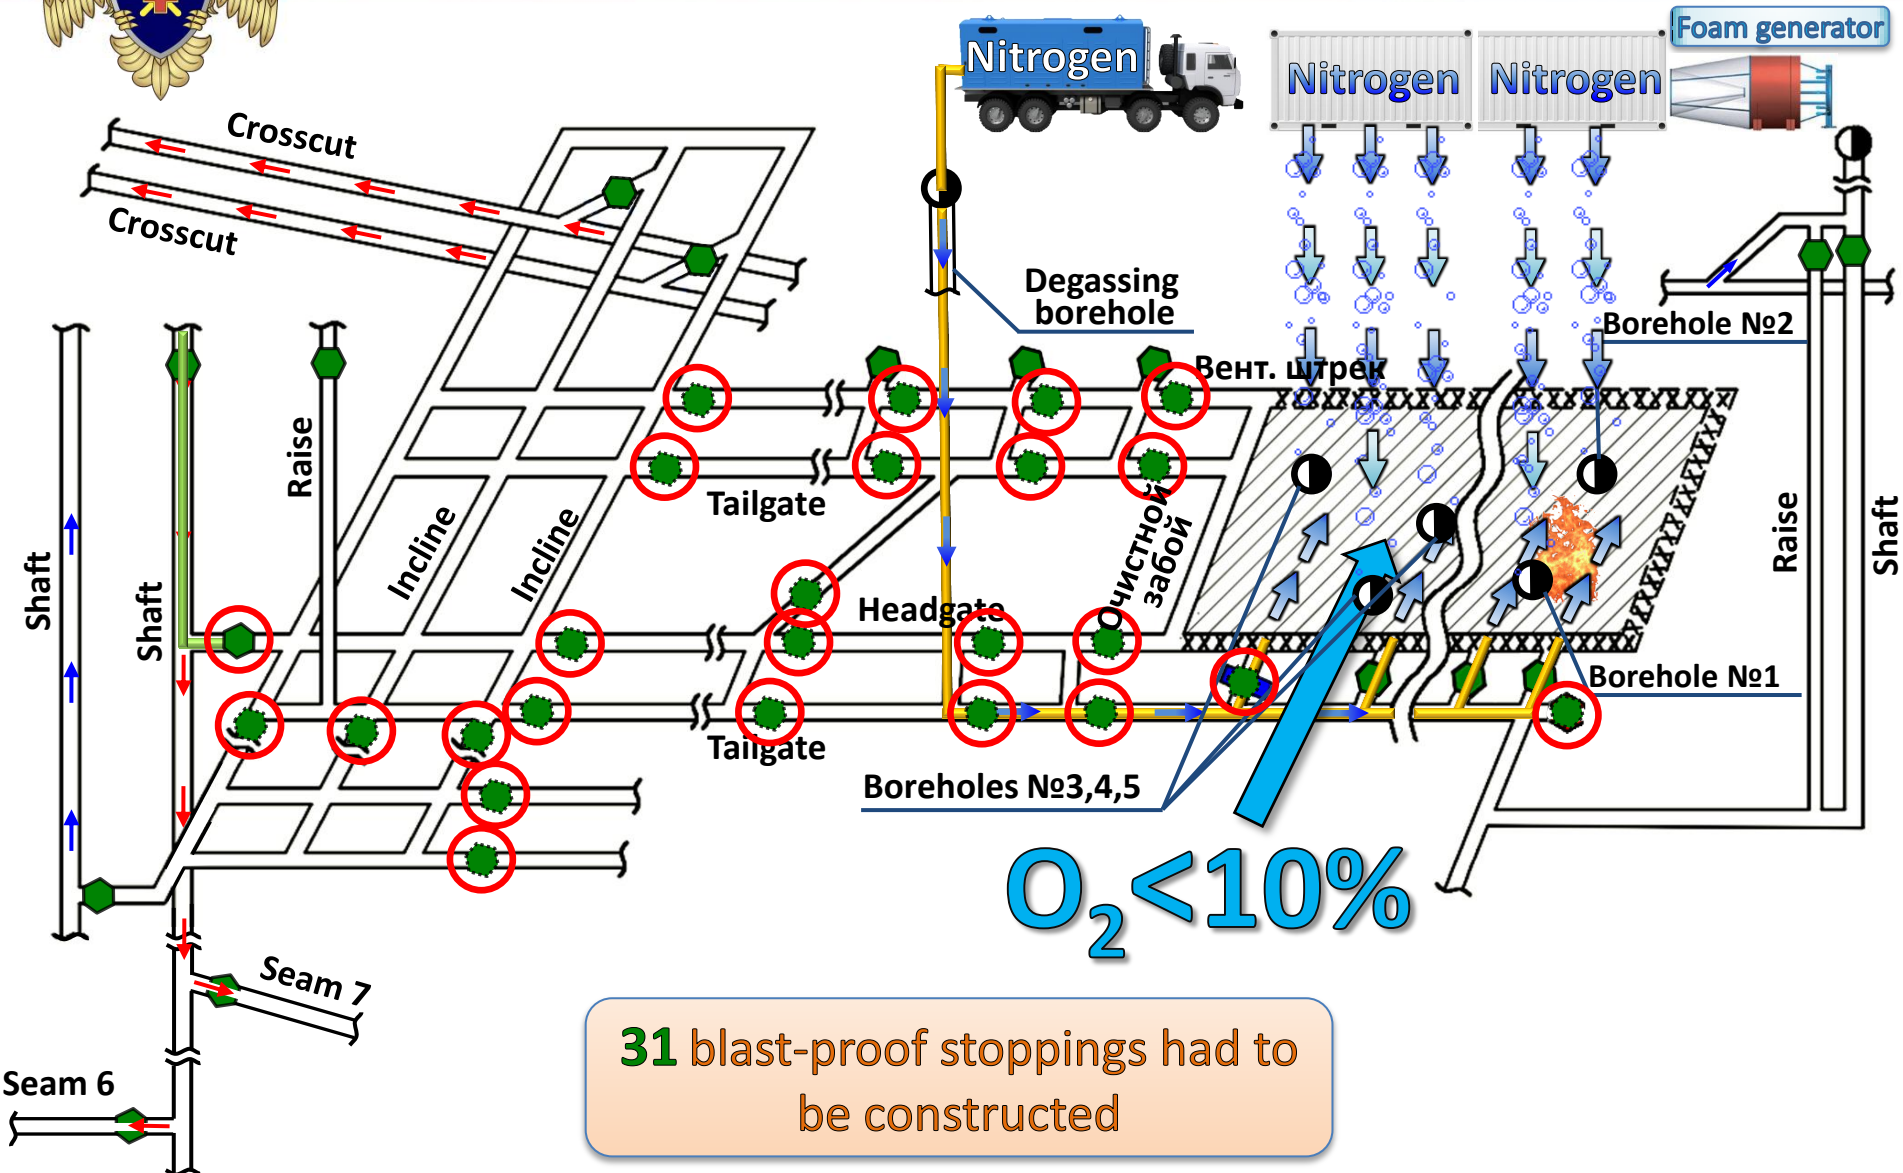 Foam generator
Nitrogen
Nitrogen
Nitrogen
Crosscut
Crosscut
Degassing
borehole
Borehole №2
Вент. штрек
Raise
Tailgate
Incline
Incline
Очистной
забой
Raise
Shaft
Shaft
Shaft
Headgate
Borehole №1
Tailgate
Boreholes №3,4,5
O₂<10%
Seam 7
31 blast-proof stoppings had to
be constructed
Seam 6